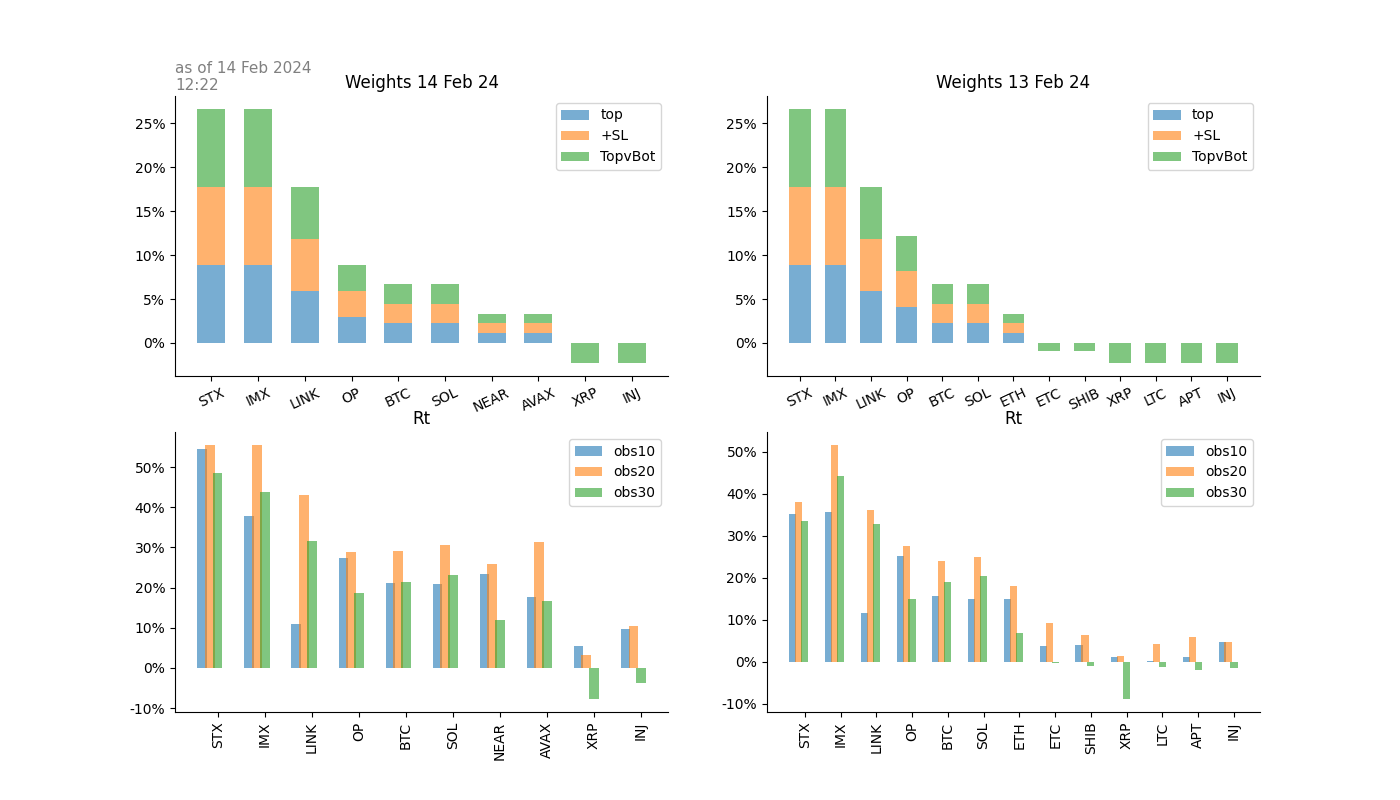 as of 14 Feb 2024
12:22
Weights 14 Feb 24
25%
20%
15%
10%
5%
0%
top
+SL
TopvBot
STX IMX LINK OP BTC SOL NEAR AVAX XRP INJ
Weights 13 Feb 24
25%
20%
15%
10%
5%
0%
top
+SL
TopvBot
STX IMX LINK OP BTC SOL ETH ETC SHIB XRP LTC APT INJ
Rt
50%
40%
30%
20%
10%
0%
-10%
obs10
obs20
obs30
STX IMX LINK OP BTC SOL NEAR AVAX XRP INJ
Rt
50%
40%
30%
20%
10%
0%
-10%
obs10
obs20
obs30
STX IMX LINK OP BTC SOL ETH ETC SHIB XRP LTC APT INJ